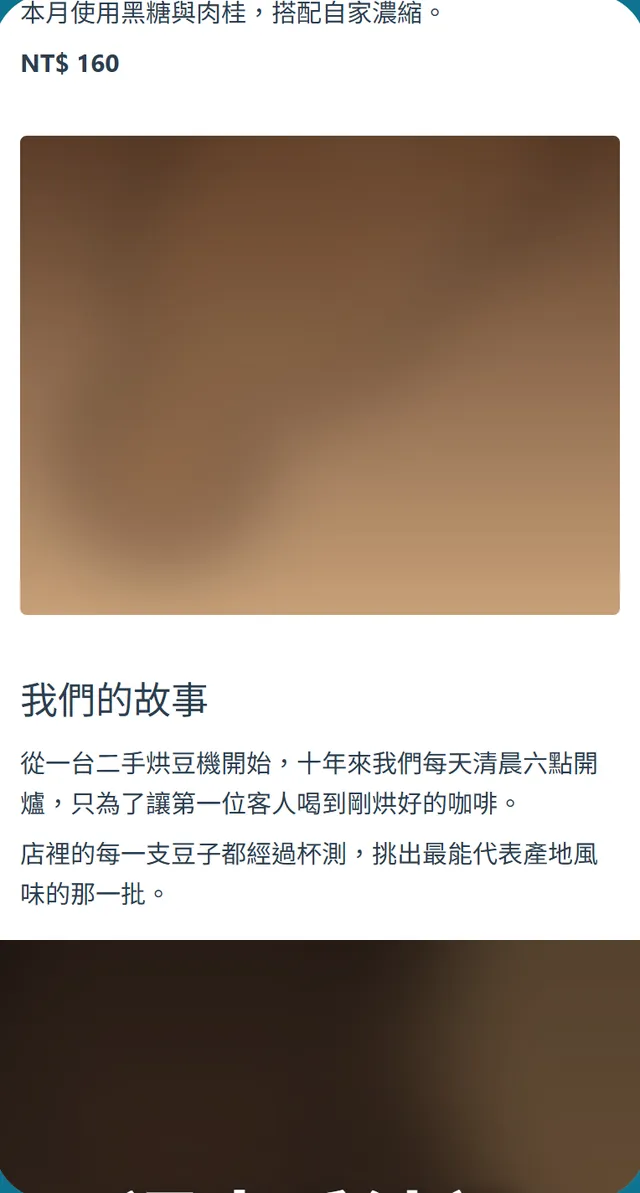 本月使用黑糖與肉桂，搭配自家濃縮。
NT$ 160
我們的故事
從一台二手烘豆機開始，十年來我們每天清晨六點開
爐，只為了讓第一位客人喝到剛烘好的咖啡。
店裡的每一支豆子都經過杯測，挑出最能代表產地風
味的那一批。